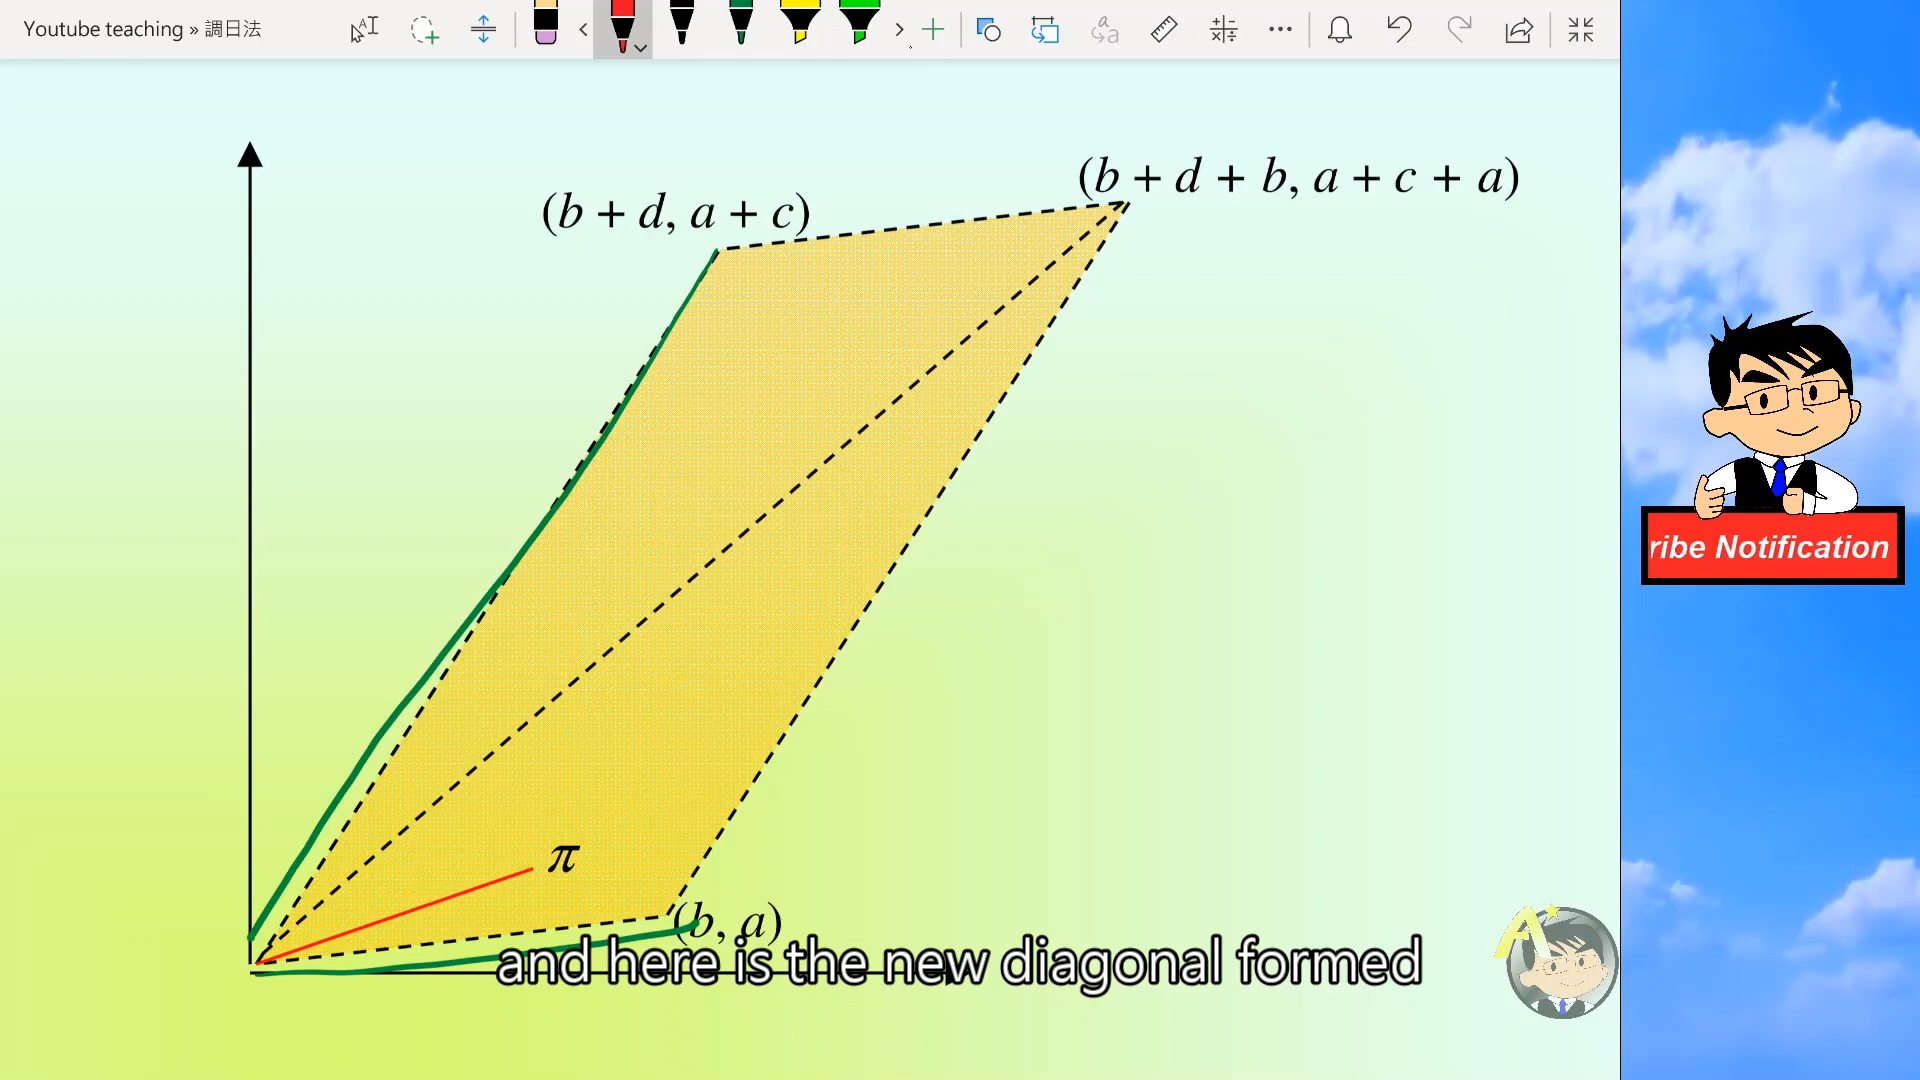 Youtube teaching » 調日法
(b + d + b, a + c + a)
(b + d, a + c)
ribe Notification
π
(b, a)
and here is the new diagonal formed
A